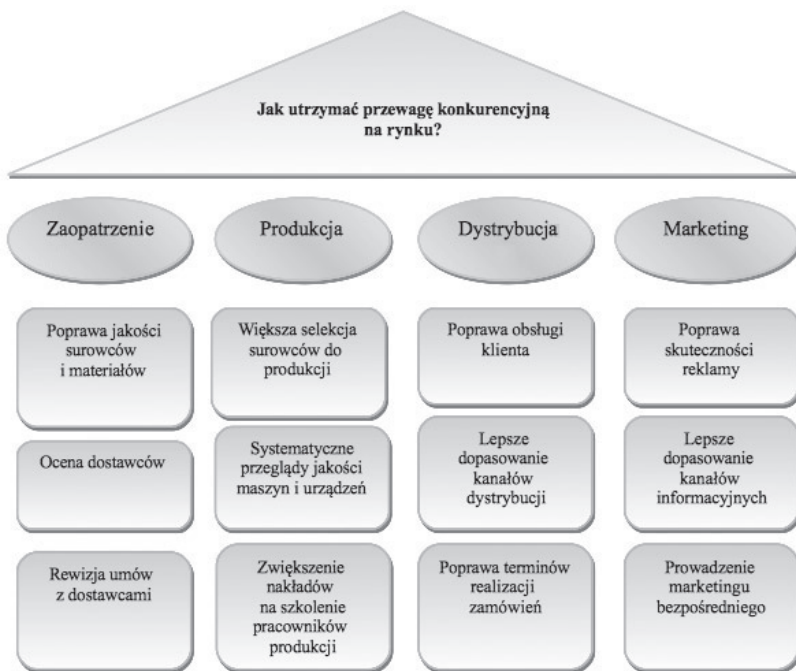 Jak utrzymać przewagę konkurencyjną
na rynku?
Zaopatrzenie
Produkcja
Dystrybucja
Marketing
Poprawa jakości
surowców
i materiałów
Większa selekcja
surowców do
produkcji
Poprawa obsługi
klienta
Poprawa
skuteczności
reklamy
Ocena dostawców
Systematyczne
przeglądy jakości
maszyn i urządzeń
Lepsze
dopasowanie
kanałów
dystrybucji
Lepsze
dopasowanie
kanałów
informacyjnych
Rewizja umów
z dostawcami
Zwiększenie
nakładów
na szkolenie
pracowników
produkcji
Poprawa terminów
realizacji
zamówień
Prowadzenie
marketingu
bezpośredniego